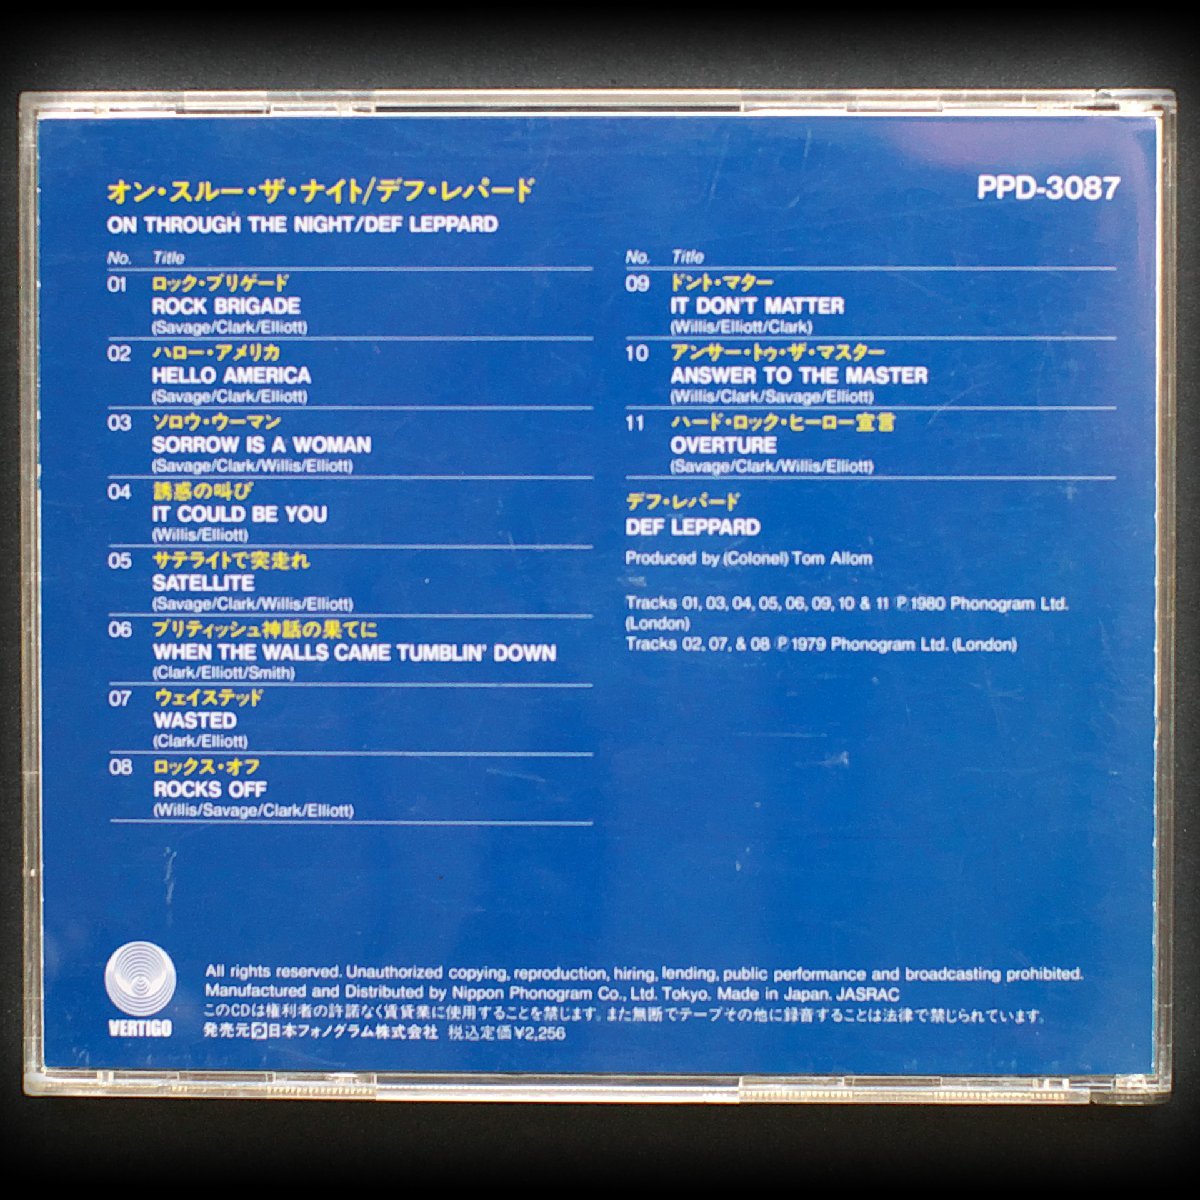 オン・スルー・ザ・ナイト/デフ・レパード
ON THROUGH THE NIGHT/DEF LEPPARD
PPD-3087
No. Title
01 ロック・ブリゲード
ROCK BRIGADE
(Savage/Clark/Elliott)
02 ハロー・アメリカ
HELLO AMERICA
(Savage/Clark/Elliott)
03 ソロウ・ウーマン
SORROW IS A WOMAN
(Savage/Clark/Willis/Elliott)
04 誘惑の叫び
IT COULD BE YOU
(Willis/Elliott)
05 サテライトで突走れ
SATELLITE
(Savage/Clark/Willis/Elliott)
06 ブリティッシュ神話の果てに
WHEN THE WALLS CAME TUMBLIN' DOWN
(Clark/Elliott/Smith)
07 ウェイステッド
WASTED
(Clark/Elliott)
08 ロックス・オフ
ROCKS OFF
(Willis/Savage/Clark/Elliott)
No. Title
09 ドント・マター
IT DON'T MATTER
(Willis/Elliott/Clark)
10 アンサー・トゥ・ザ・マスター
ANSWER TO THE MASTER
(Willis/Clark/Savage/Elliott)
11 ハード・ロック・ヒーロー宣言
OVERTURE
(Savage/Clark/Willis/Elliott)
デフ・レパード
DEF LEPPARD
Produced by (Colonel) Tom Allom
Tracks 01, 03, 04, 05, 06, 09, 10 & 11 ℗ 1980 Phonogram Ltd.
(London)
Tracks 02, 07, & 08 ℗ 1979 Phonogram Ltd. (London)
VERTIGO
All rights reserved. Unauthorized copying, reproduction, hiring, lending, public performance and broadcasting prohibited.
Manufactured and Distributed by Nippon Phonogram Co., Ltd. Tokyo. Made in Japan. JASRAC
このCDは権利者の許諾なく賃貸業に使用することを禁じます。また無断でテープその他に録音することは法律で禁じられています。
発売元 日本フォノグラム株式会社 税込定価¥2,256